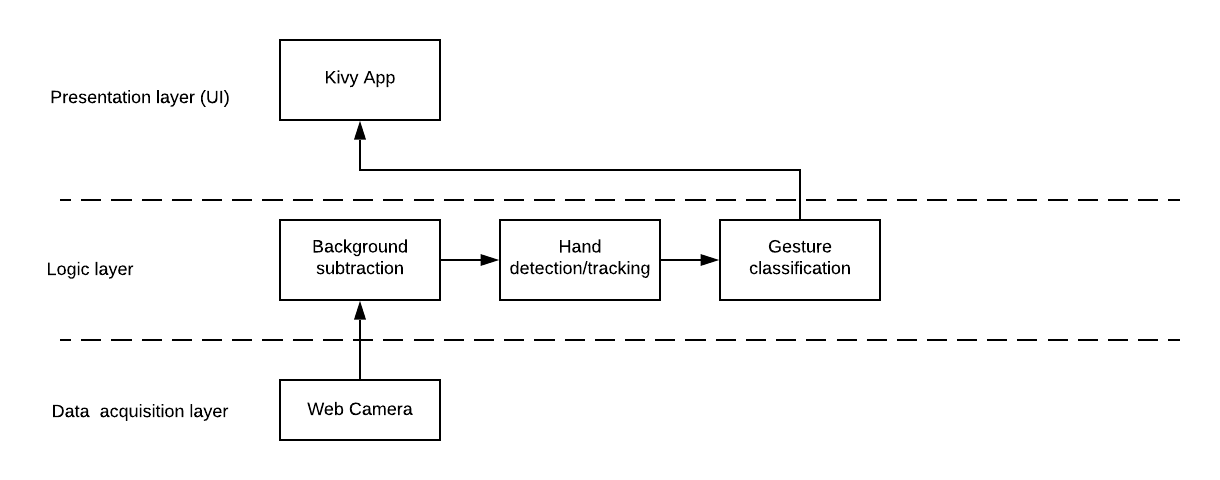 Kivy App
Presentation layer (UI)
Background
subtraction
Hand
detection/tracking
Gesture
classification
Logic layer
Web Camera
Data  acquisition layer